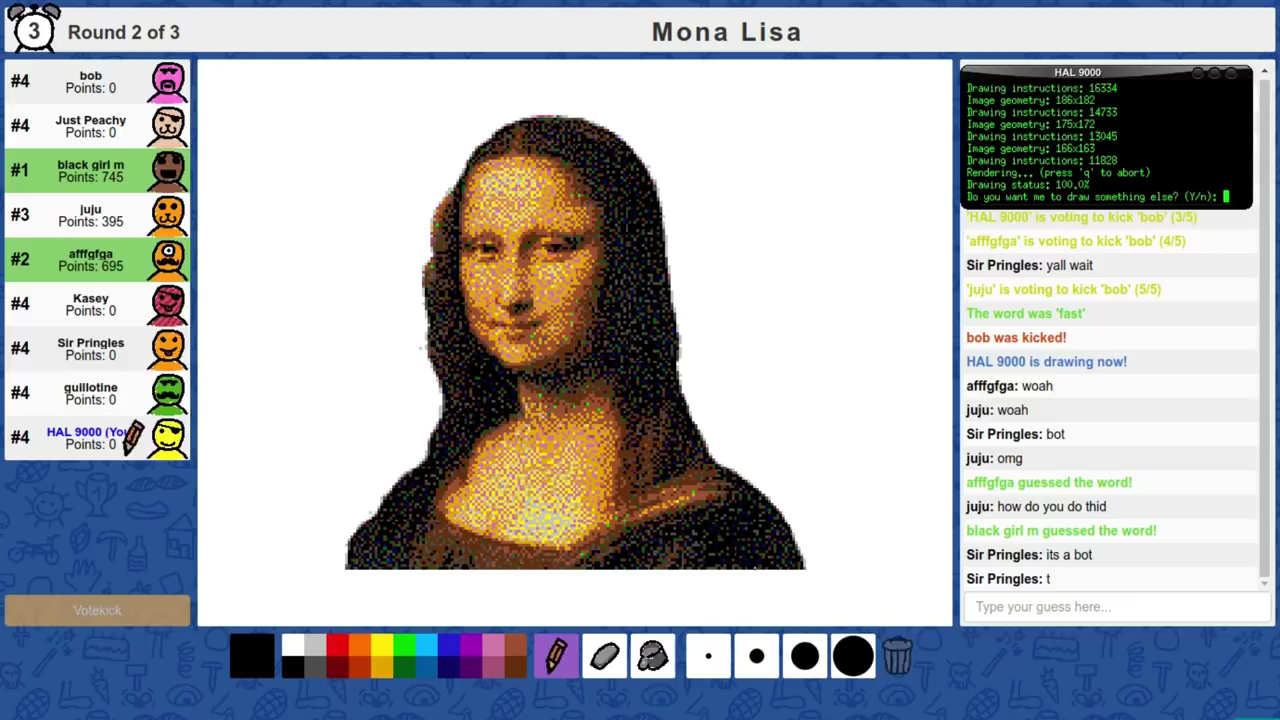 3
Round 2 of 3
Mona Lisa
#4
bob
Points: 0
#4
Just Peachy
Points: 0
#1
black girl m
Points: 745
#3
juju
Points: 395
#2
afffgfga
Points: 695
#4
Kasey
Points: 0
#4
Sir Pringles
Points: 0
#4
guillotine
Points: 0
#4
HAL 9000 (You
Points: 0
Votekick
HAL 9000
Drawing instructions: 16334
Image geometry: 186x182
Drawing instructions: 14733
Image geometry: 175x172
Drawing instructions: 13045
Image geometry: 166x163
Drawing instructions: 11828
Rendering... (press 'q' to abort)
Drawing status: 100.0%
Do you want me to draw something else? (Y/n):
'HAL 9000' is voting to kick 'bob' (3/5)
'afffgfga' is voting to kick 'bob' (4/5)
Sir Pringles: yall wait
'juju' is voting to kick 'bob' (5/5)
The word was 'fast'
bob was kicked!
HAL 9000 is drawing now!
afffgfga: woah
juju: woah
Sir Pringles: bot
juju: omg
afffgfga guessed the word!
juju: how do you do thid
black girl m guessed the word!
Sir Pringles: its a bot
Sir Pringles: t
Type your guess here...